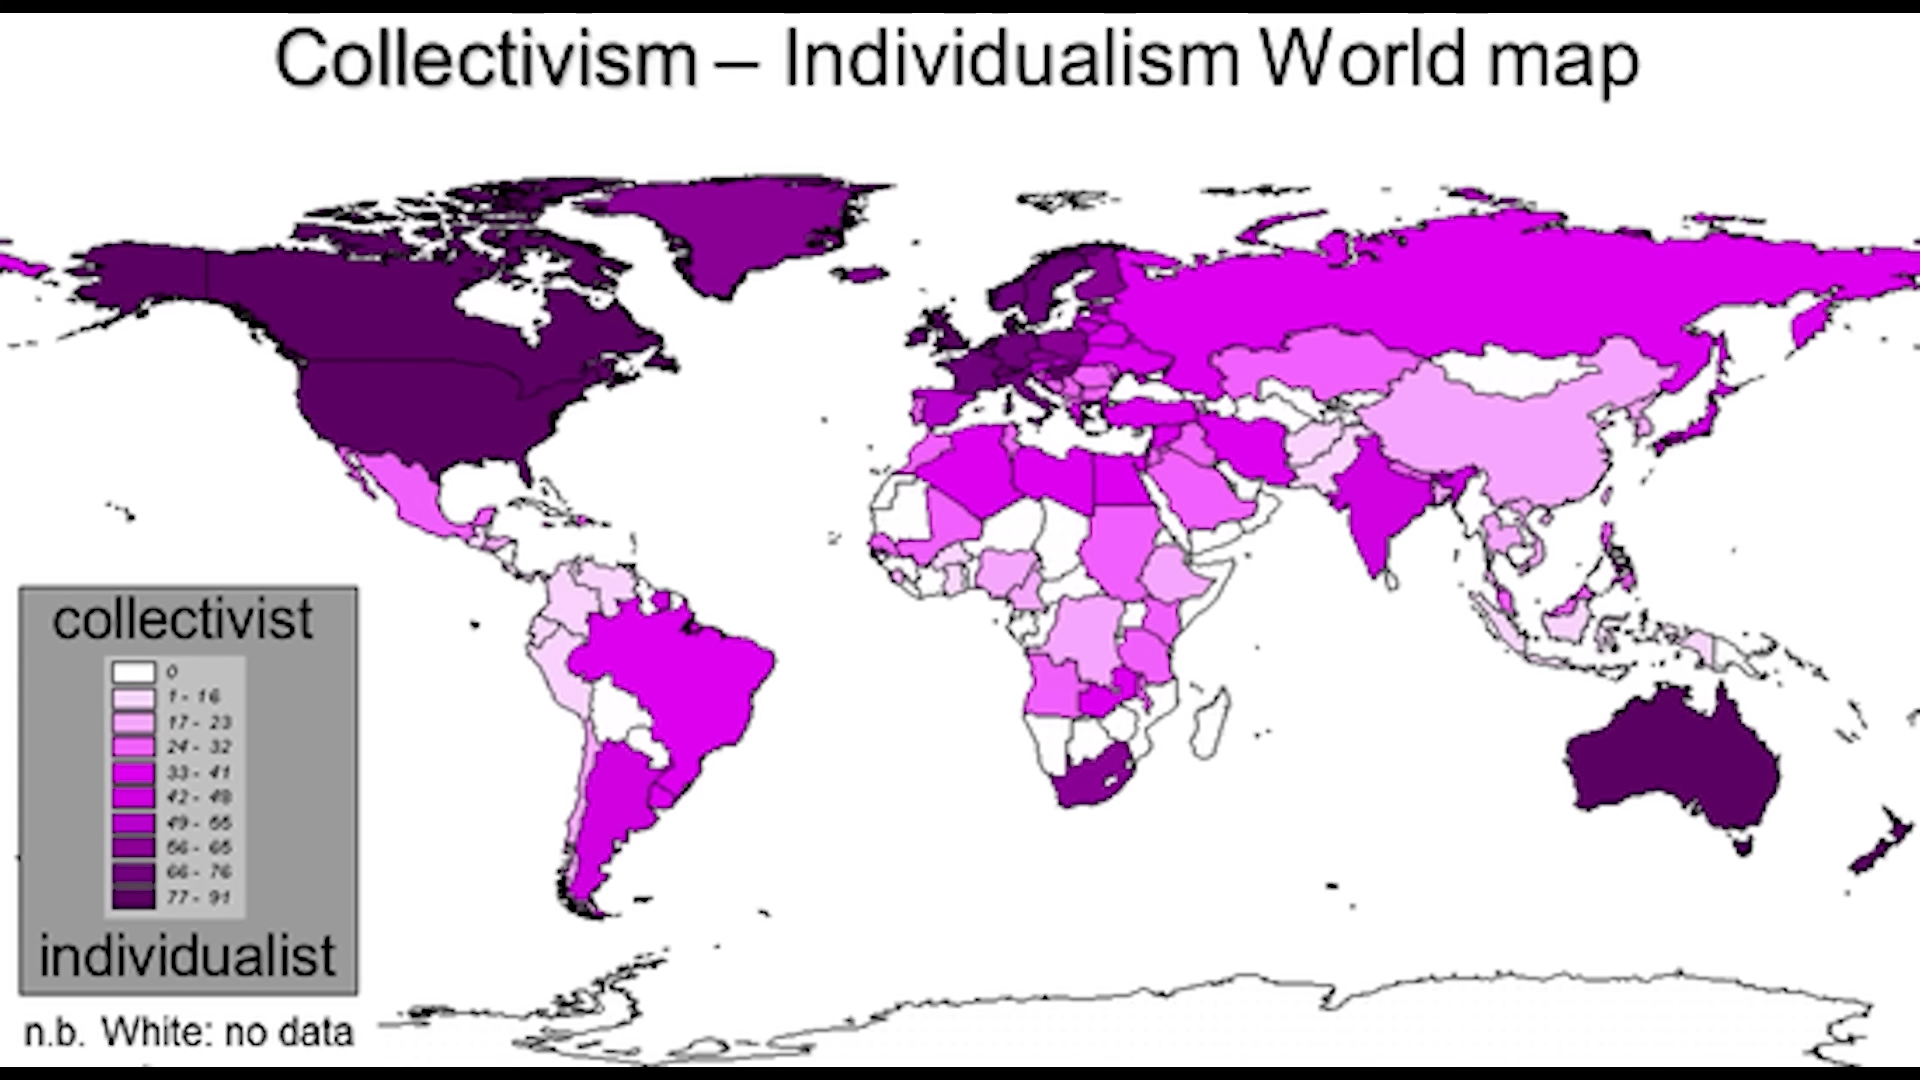 Collectivism – Individualism World map
collectivist
0
1 - 16
17 - 23
24 - 32
33 - 41
42 - 48
49 - 55
56 - 65
66 - 76
77 - 91
individualist
n.b. White: no data